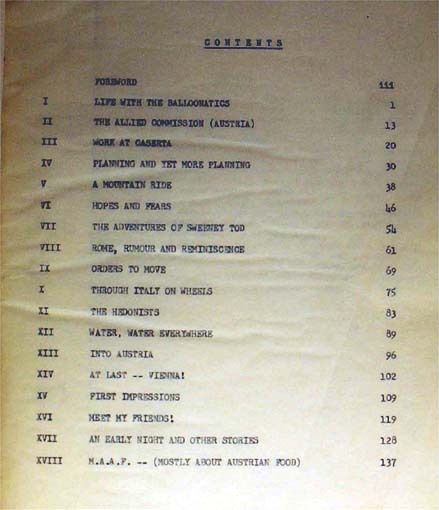 CONTENTS
FOREWORD iii
I LIFE WITH THE BALLOONATICS 1
II THE ALLIED COMMISSION (AUSTRIA) 13
III WORK AT CASERTA 20
IV PLANNING AND YET MORE PLANNING 30
V A MOUNTAIN RIDE 38
VI HOPES AND FEARS 46
VII THE ADVENTURES OF SWEENEY TOD 54
VIII ROME, RUMOUR AND REMINISCENCE 61
IX ORDERS TO MOVE 69
X THROUGH ITALY ON WHEELS 75
XI THE HEDONISTS 83
XII WATER, WATER EVERYWHERE 89
XIII INTO AUSTRIA 96
XIV AT LAST -- VIENNA! 102
XV FIRST IMPRESSIONS 109
XVI MEET MY FRIENDS! 119
XVII AN EARLY NIGHT AND OTHER STORIES 128
XVIII M.A.A.F. -- (MOSTLY ABOUT AUSTRIAN FOOD) 137